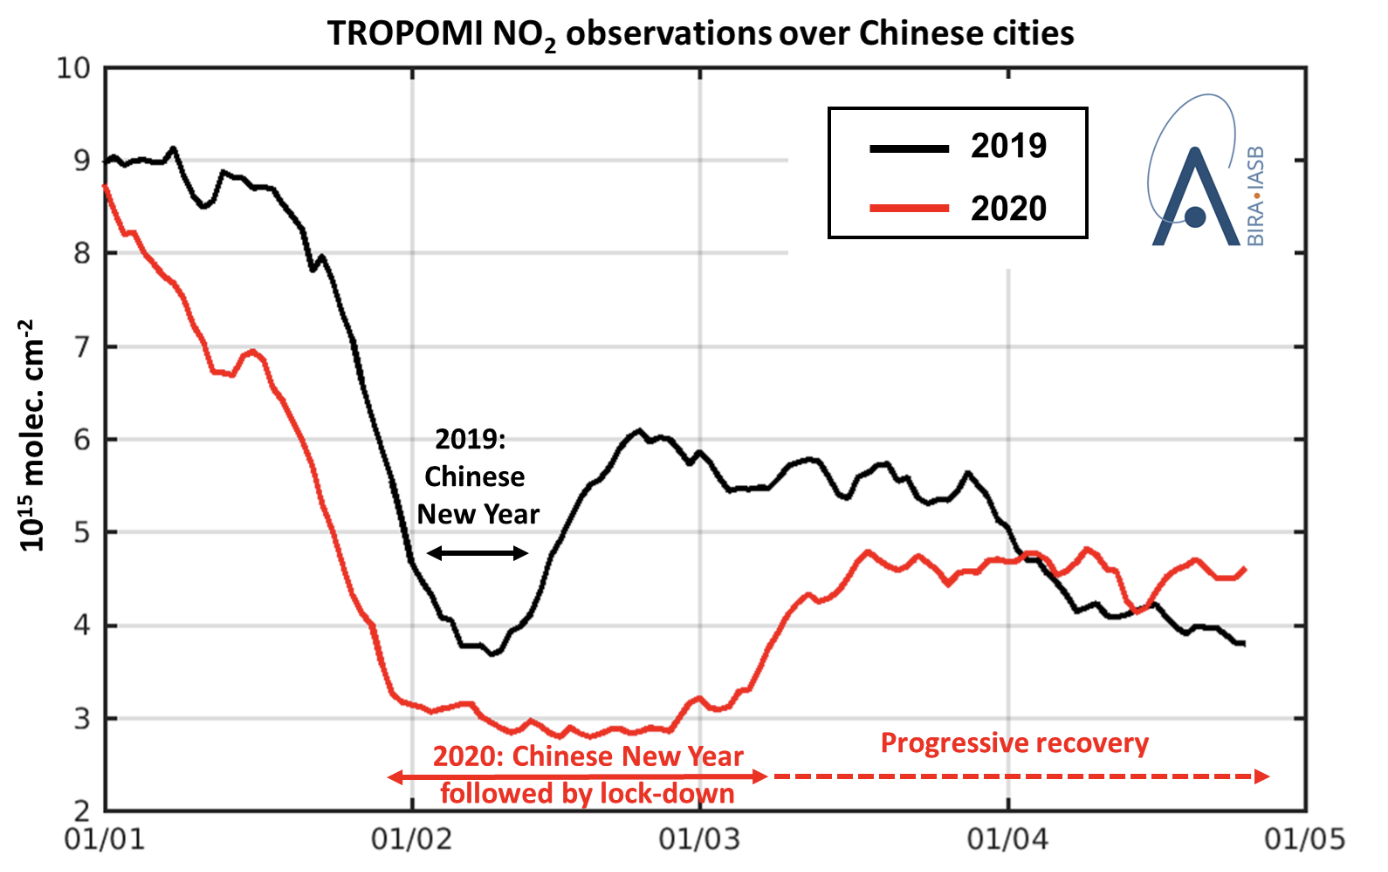 TROPOMI NO₂ observations over Chinese cities
10
9
8
7
6
5
4
3
2
10¹⁵ molec. cm⁻²
2019
2020
BIRA•IASB
2019:
Chinese
New Year
2020: Chinese New Year
followed by lock-down
Progressive recovery
01/01
01/02
01/03
01/04
01/05